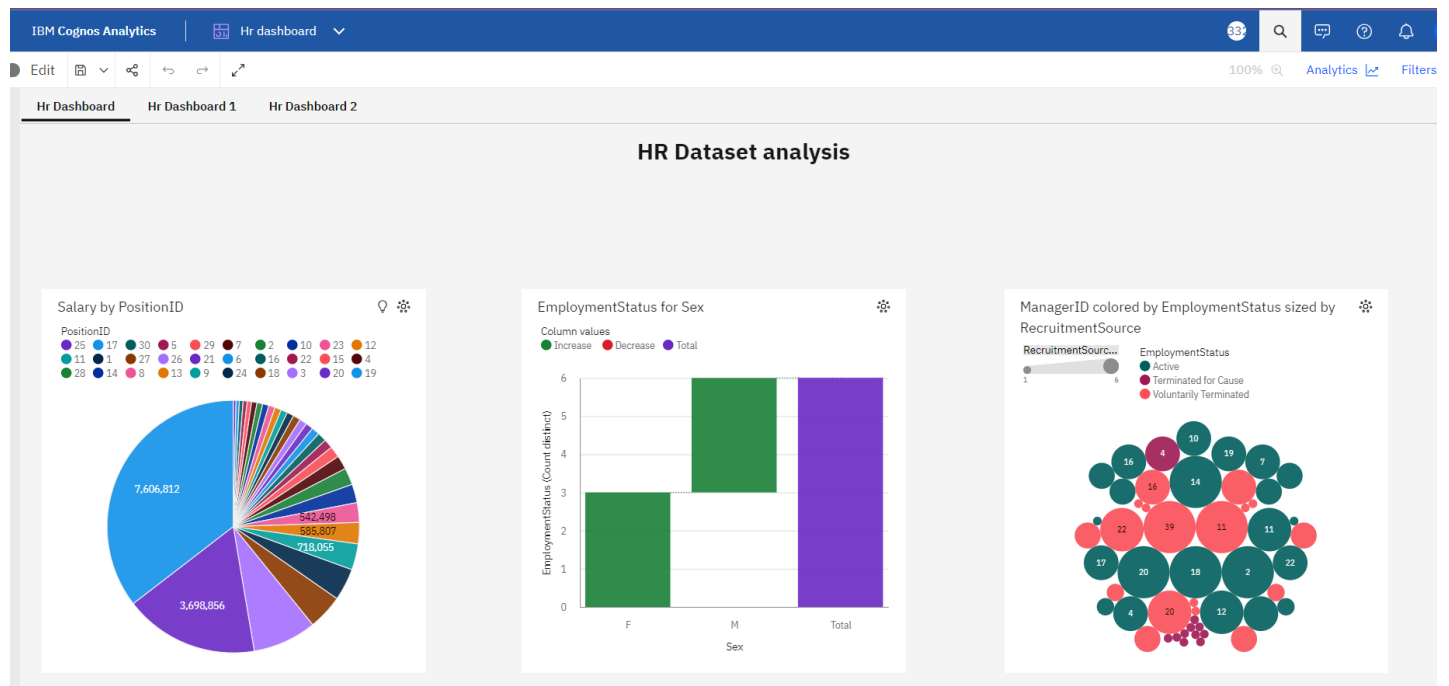 IBM Cognos Analytics
Hr dashboard
Edit
100%
Analytics
Filters
Hr Dashboard Hr Dashboard 1 Hr Dashboard 2
HR Dataset analysis
Salary by PositionID
PositionID
25 17 30 5 29 7 2 10 23 12
11 1 27 26 21 6 16 22 15 4
28 14 8 13 9 24 18 3 20 19
7,606,812
642,498
585,807
718,055
3,698,856
EmploymentStatus for Sex
Column values
Increase Decrease Total
EmploymentStatus (Count distinct)
6
5
4
3
2
1
0
F M Total
Sex
ManagerID colored by EmploymentStatus sized by
RecruitmentSource
RecruitmentSourc...
1 6
EmploymentStatus
Active
Terminated for Cause
Voluntarily Terminated
10
4 19
16 7
16 14
22 39 11 11
17 20 18 2 22
4 20 12